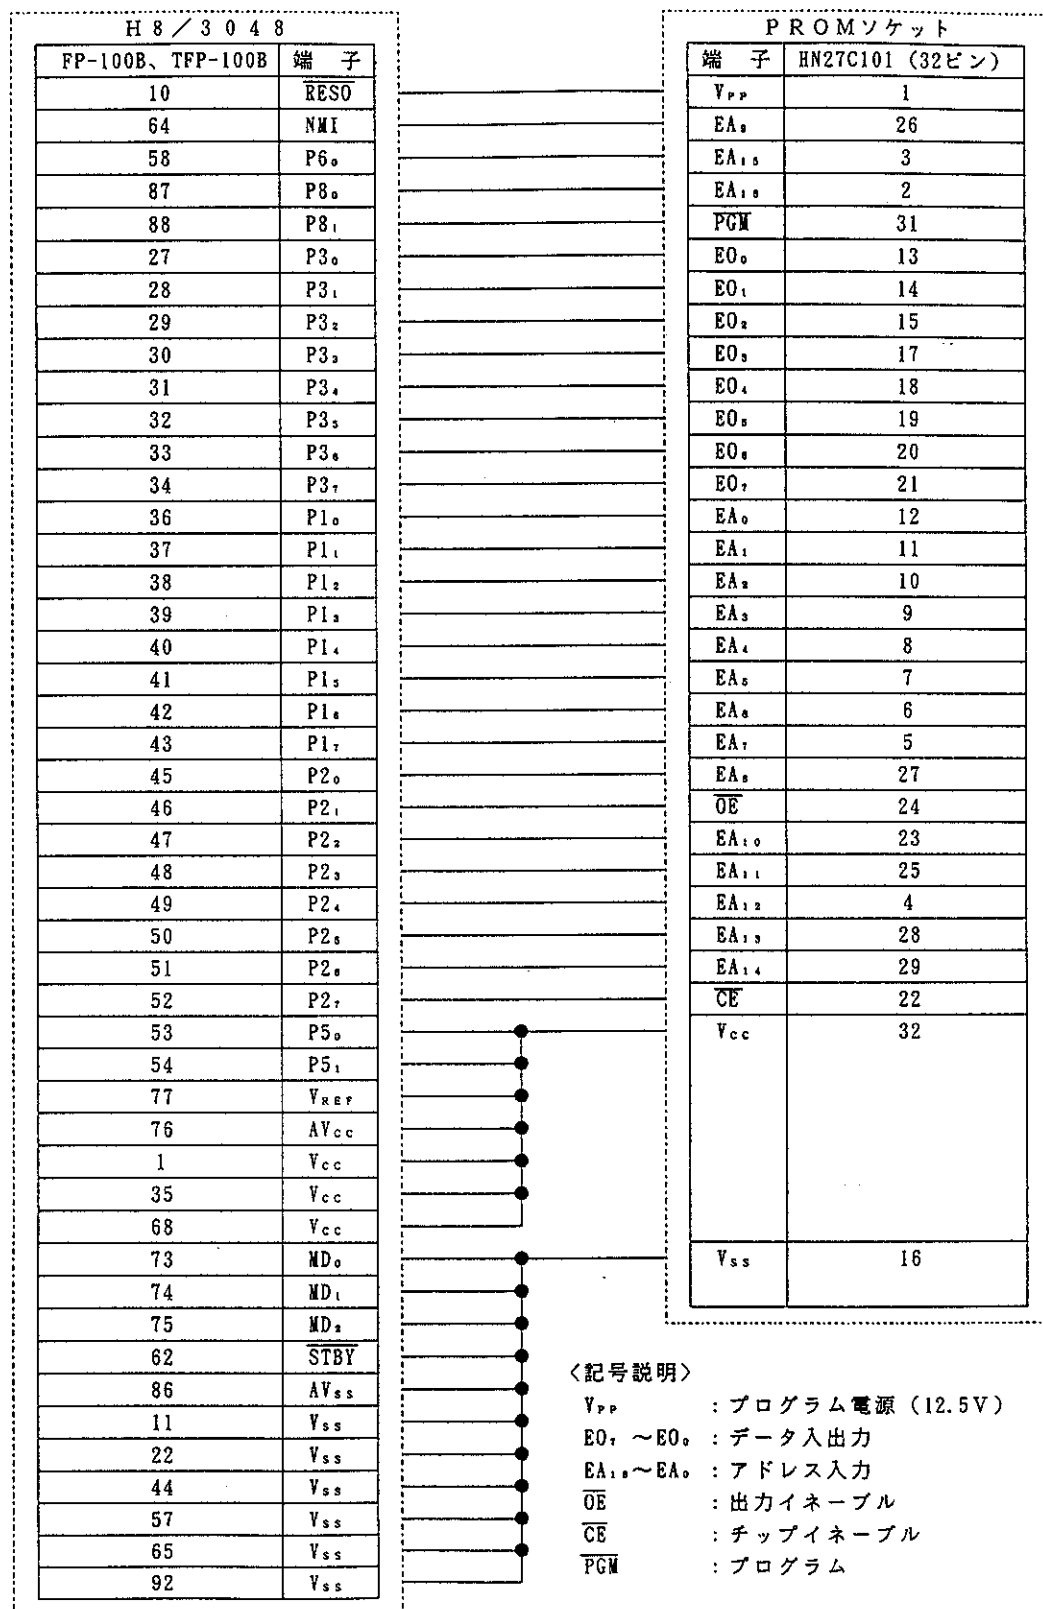 H8/3048
FP-100B、TFP-100B 端 子
10 RESO
64 NMI
58 P6₀
87 P8₀
88 P8₁
27 P3₀
28 P3₁
29 P3₂
30 P3₃
31 P3₄
32 P3₅
33 P3₆
34 P3₇
36 P1₀
37 P1₁
38 P1₂
39 P1₃
40 P1₄
41 P1₅
42 P1₆
43 P1₇
45 P2₀
46 P2₁
47 P2₂
48 P2₃
49 P2₄
50 P2₅
51 P2₆
52 P2₇
53 P5₀
54 P5₁
77 VREF
76 AVcc
1 Vcc
35 Vcc
68 Vcc
73 MD₀
74 MD₁
75 MD₂
62 STBY
86 AVss
11 Vss
22 Vss
44 Vss
57 Vss
65 Vss
92 Vss
PROMソケット
端 子 HN27C101 (32ピン)
VPP 1
EA₉ 26
EA₁₅ 3
EA₁₆ 2
PGM 31
EO₀ 13
EO₁ 14
EO₂ 15
EO₃ 17
EO₄ 18
EO₅ 19
EO₆ 20
EO₇ 21
EA₀ 12
EA₁ 11
EA₂ 10
EA₃ 9
EA₄ 8
EA₅ 7
EA₆ 6
EA₇ 5
EA₈ 27
OE 24
EA₁₀ 23
EA₁₁ 25
EA₁₂ 4
EA₁₃ 28
EA₁₄ 29
CE 22
Vcc 32
Vss 16
〈記号説明〉
VPP :プログラム電源(12.5V)
EO₇ ~EO₀ :データ入出力
EA₁₆~EA₀ :アドレス入力
OE :出力イネーブル
CE :チップイネーブル
PGM :プログラム